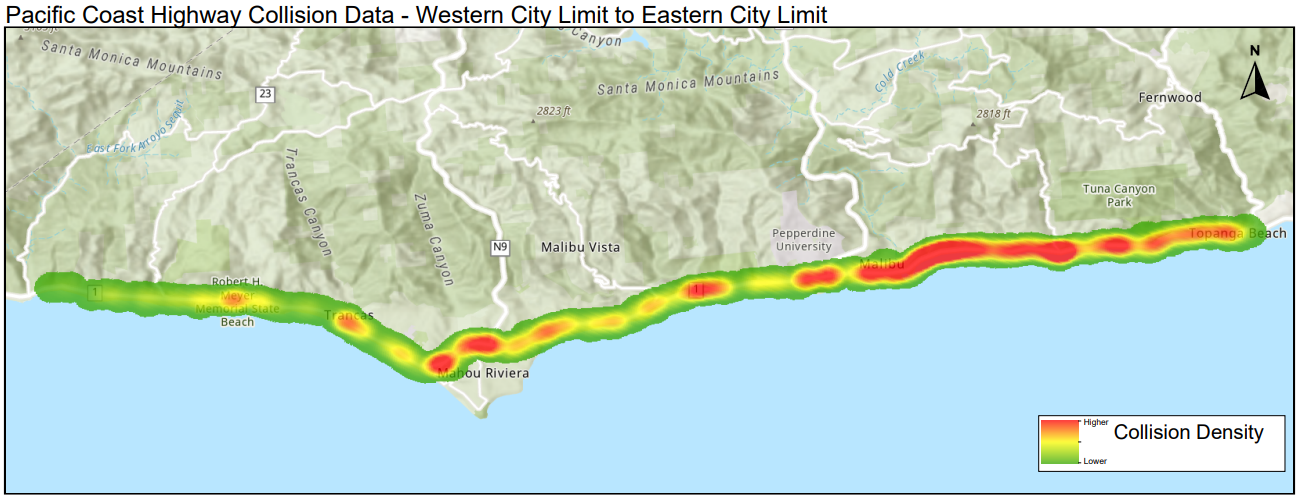 Pacific Coast Highway Collision Data - Western City Limit to Eastern City Limit
Canyon
N
Santa Monica Mountains
Santa Monica Mountains
Cold Creek
23
Fernwood
2823 ft
2818 ft
East Fork Arroyo Sequit
Trancas Canyon
Zuma Canyon
Tuna Canyon
Park
Pepperdine
University
Topanga Beach
N9
Malibu Vista
Malibu
Robert H.
Meyer
Memorial State
Beach
1
1
Trancas
Malibu Riviera
Higher
Collision Density
Lower